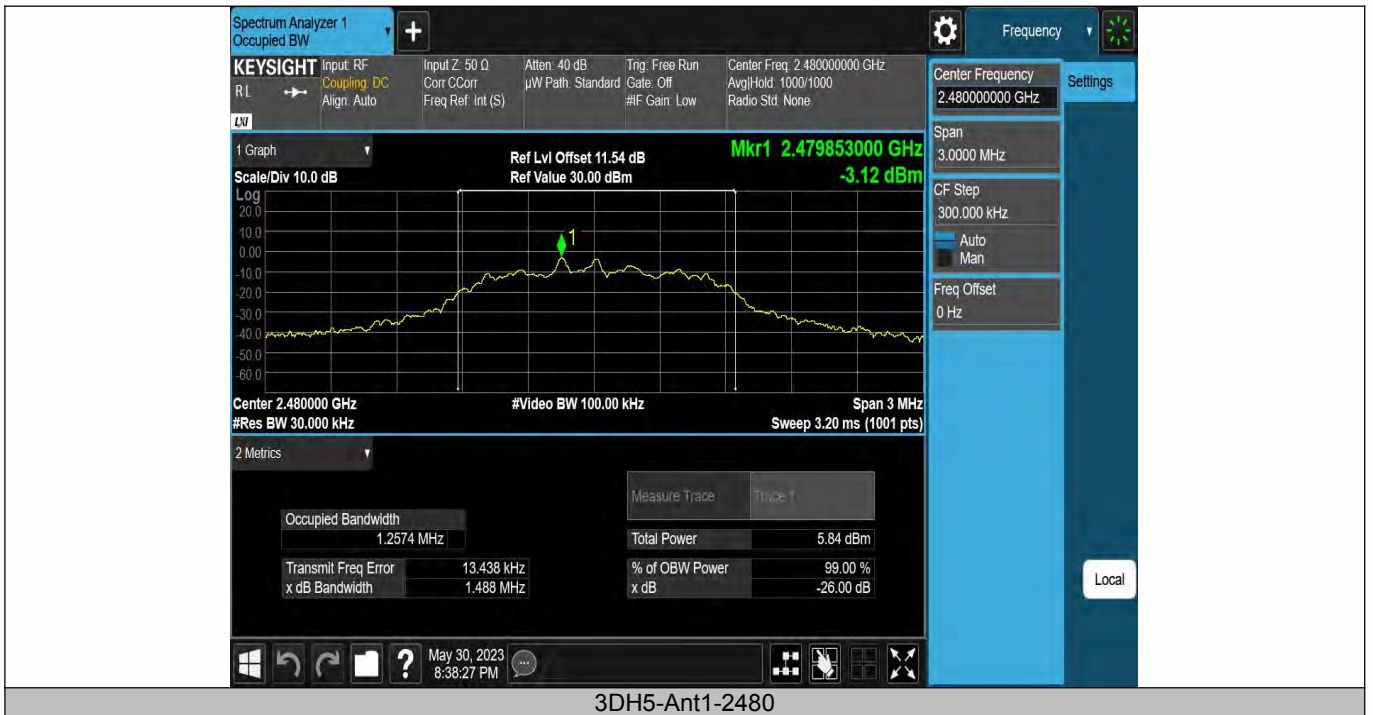 Spectrum Analyzer 1
Occupied BW
Frequency
KEYSIGHT
RL
LXI
Input: RF
Coupling: DC
Align: Auto
Input Z: 50 Ω
Corr CCorr
Freq Ref: Int (S)
Atten: 40 dB
µW Path: Standard
Trig: Free Run
Gate: Off
#IF Gain: Low
Center Freq: 2.480000000 GHz
Avg|Hold: 1000/1000
Radio Std: None
Center Frequency
2.480000000 GHz
Settings
Span
3.0000 MHz
CF Step
300.000 kHz
Auto
Man
Freq Offset
0 Hz
Local
1 Graph
Scale/Div 10.0 dB
Ref Lvl Offset 11.54 dB
Ref Value 30.00 dBm
Mkr1 2.479853000 GHz
-3.12 dBm
Log
20.0
10.0
0.00
-10.0
-20.0
-30.0
-40.0
-50.0
-60.0
1
Center 2.480000 GHz
#Res BW 30.000 kHz
#Video BW 100.00 kHz
Span 3 MHz
Sweep 3.20 ms (1001 pts)
2 Metrics
Measure Trace Trace 1
Occupied Bandwidth
1.2574 MHz
Total Power 5.84 dBm
Transmit Freq Error 13.438 kHz
% of OBW Power 99.00 %
x dB Bandwidth 1.488 MHz
x dB -26.00 dB
?
May 30, 2023
8:38:27 PM
3DH5-Ant1-2480